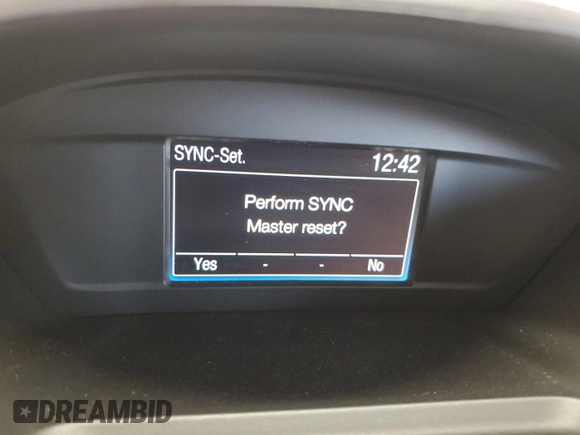 SYNC-Set. 12:42
Perform SYNC
Master reset?
Yes - - No
DREAMBID